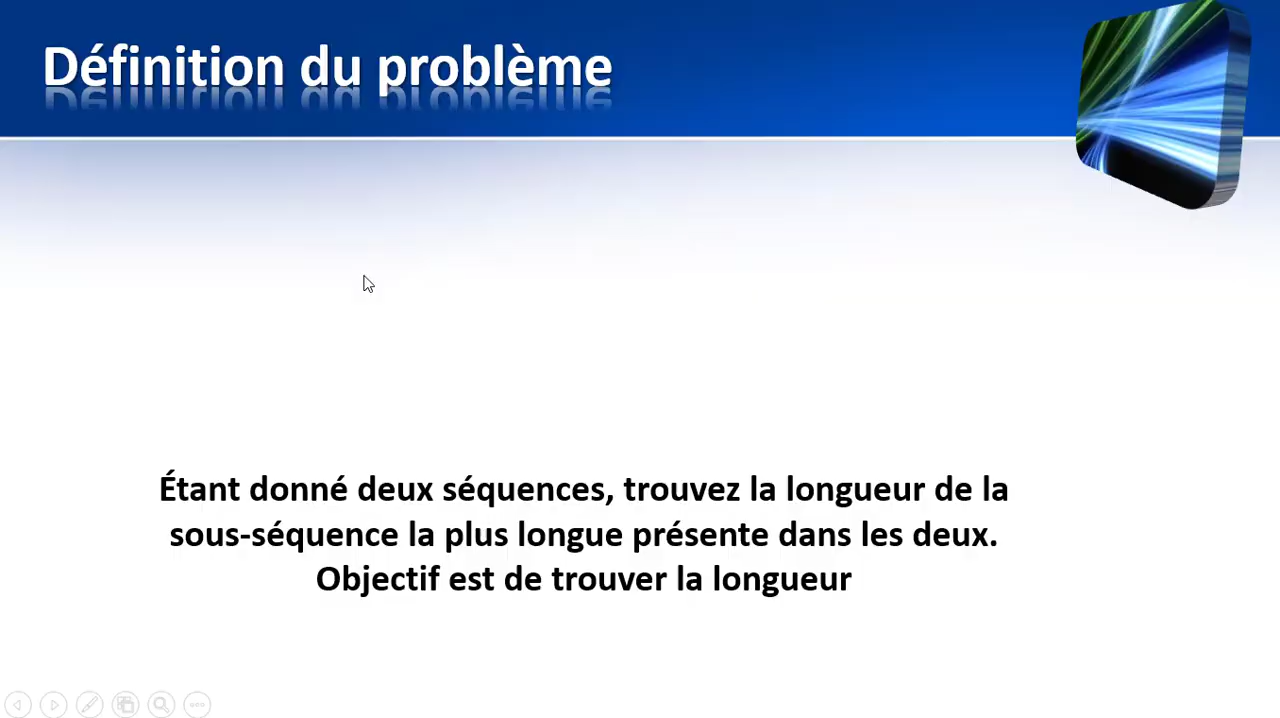 Définition du problème
Étant donné deux séquences, trouvez la longueur de la
sous-séquence la plus longue présente dans les deux.
Objectif est de trouver la longueur